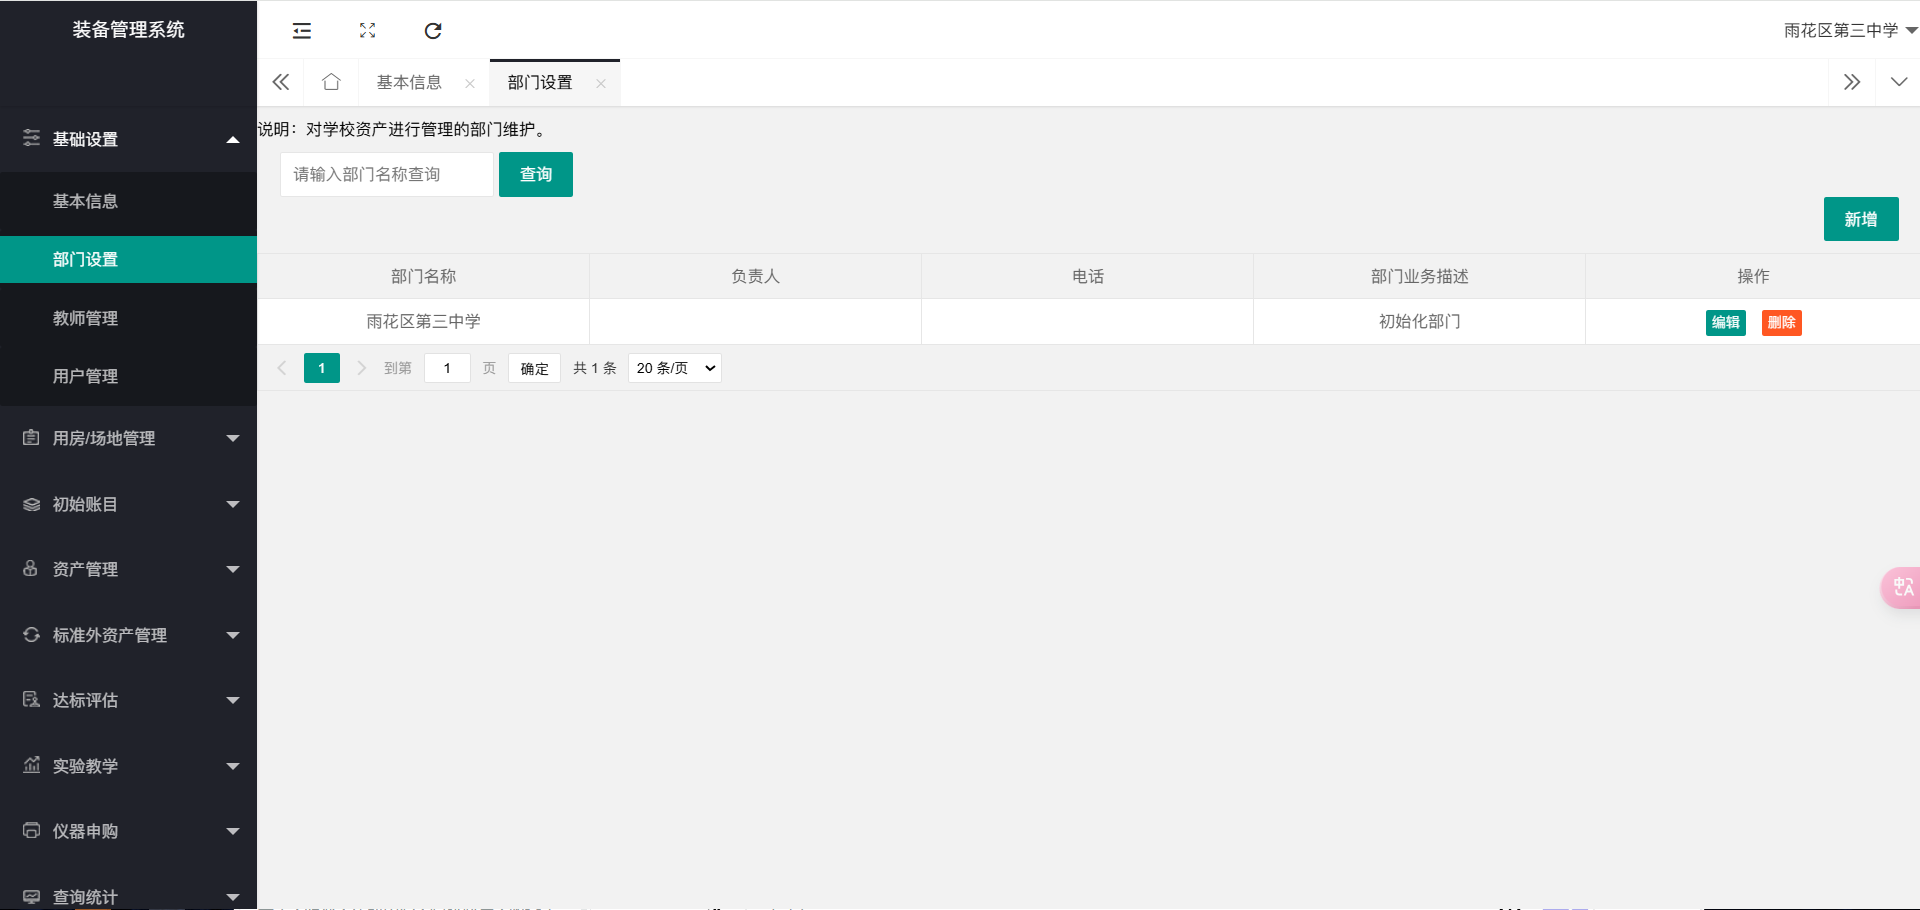 装备管理系统
雨花区第三中学
基本信息
部门设置
基础设置
基本信息
部门设置
教师管理
用户管理
用房/场地管理
初始账目
资产管理
标准外资产管理
达标评估
实验教学
仪器申购
查询统计
说明：对学校资产进行管理的部门维护。
请输入部门名称查询 查询
新增
部门名称 负责人 电话 部门业务描述 操作
雨花区第三中学 初始化部门 编辑 删除
1 到第 1 页 确定 共 1 条 20 条/页
中A